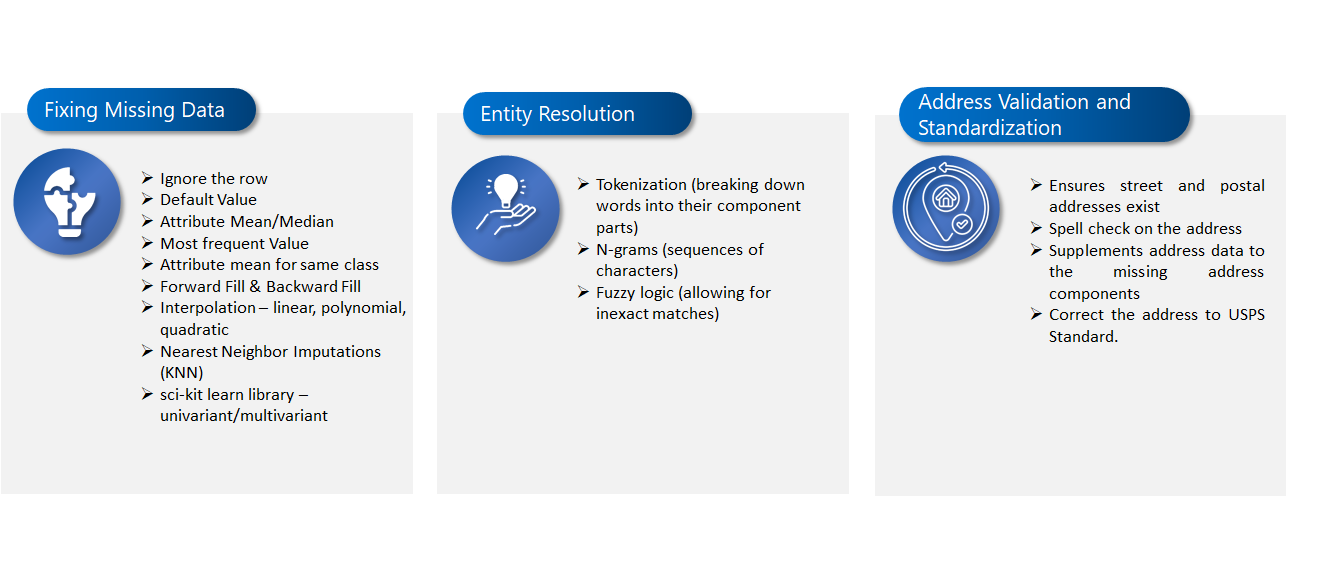 Fixing Missing Data
➢ Ignore the row
➢ Default Value
➢ Attribute Mean/Median
➢ Most frequent Value
➢ Attribute mean for same class
➢ Forward Fill & Backward Fill
➢ Interpolation – linear, polynomial,
quadratic
➢ Nearest Neighbor Imputations
(KNN)
➢ sci-kit learn library –
univariant/multivariant
Entity Resolution
➢ Tokenization (breaking down
words into their component
parts)
➢ N-grams (sequences of
characters)
➢ Fuzzy logic (allowing for
inexact matches)
Address Validation and
Standardization
➢ Ensures street and postal
addresses exist
➢ Spell check on the address
➢ Supplements address data to
the missing address
components
➢ Correct the address to USPS
Standard.